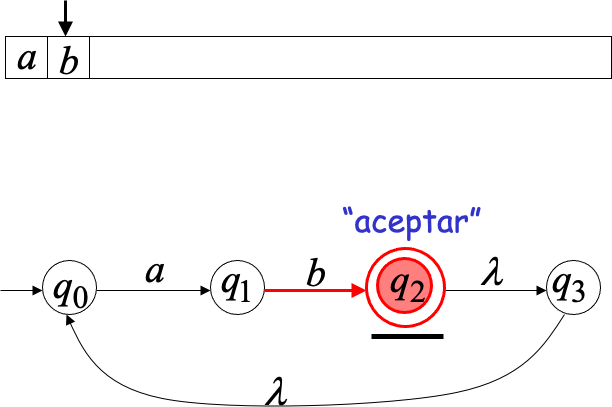 a b
“aceptar”
q0 a q1 b q2 λ q3
λ